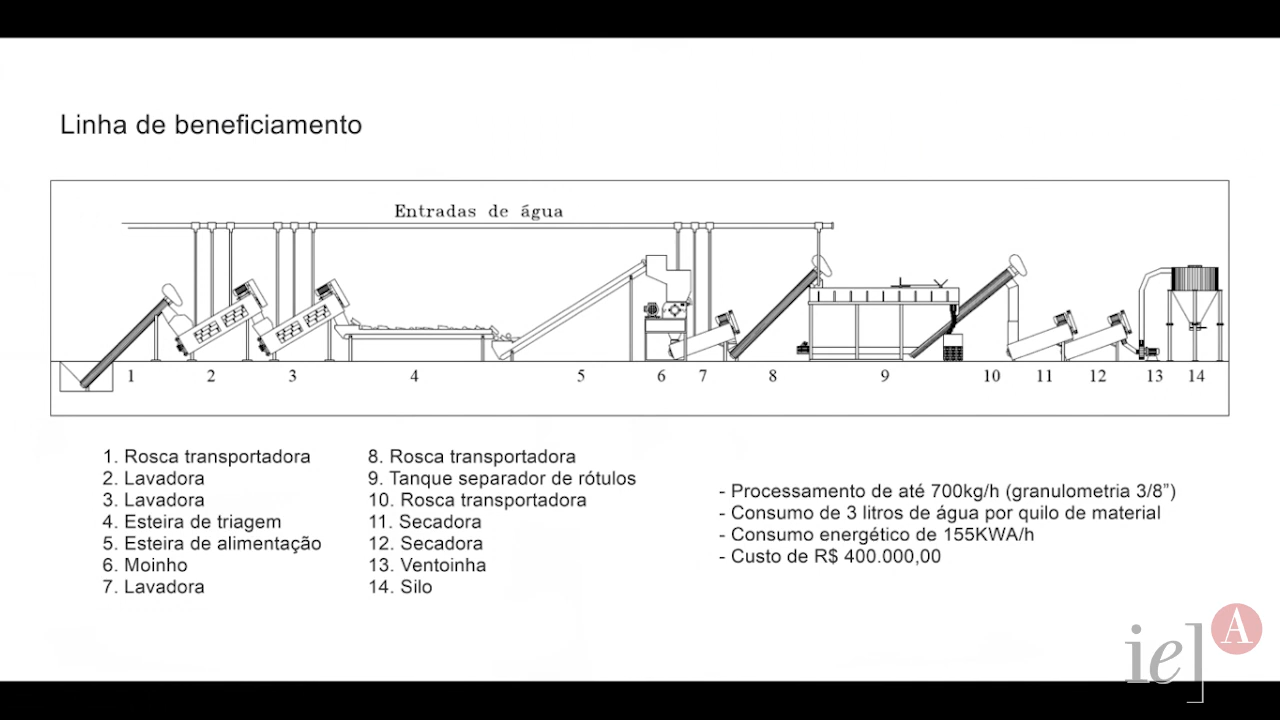 Linha de beneficiamento
Entradas de água
1 2 3 4 5 6 7 8 9 10 11 12 13 14
1. Rosca transportadora
2. Lavadora
3. Lavadora
4. Esteira de triagem
5. Esteira de alimentação
6. Moinho
7. Lavadora
8. Rosca transportadora
9. Tanque separador de rótulos
10. Rosca transportadora
11. Secadora
12. Secadora
13. Ventoinha
14. Silo
- Processamento de até 700kg/h (granulometria 3/8”)
- Consumo de 3 litros de água por quilo de material
- Consumo energético de 155KWA/h
- Custo de R$ 400.000,00
ie] A